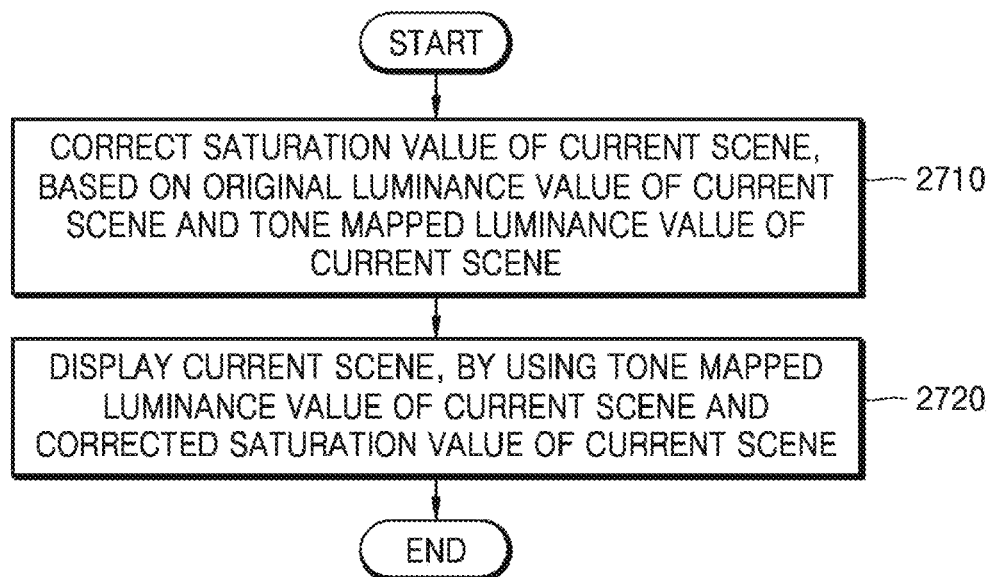 START
CORRECT SATURATION VALUE OF CURRENT SCENE,
BASED ON ORIGINAL LUMINANCE VALUE OF CURRENT
SCENE AND TONE MAPPED LUMINANCE VALUE OF
CURRENT SCENE
2710
DISPLAY CURRENT SCENE, BY USING TONE MAPPED
LUMINANCE VALUE OF CURRENT SCENE AND
CORRECTED SATURATION VALUE OF CURRENT SCENE
2720
END